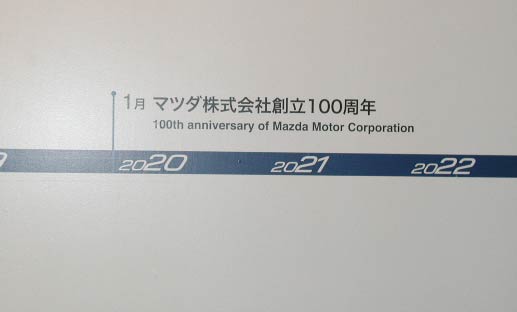 1月 マツダ株式会社創立100周年
100th anniversary of Mazda Motor Corporation
9 2020 2021 2022